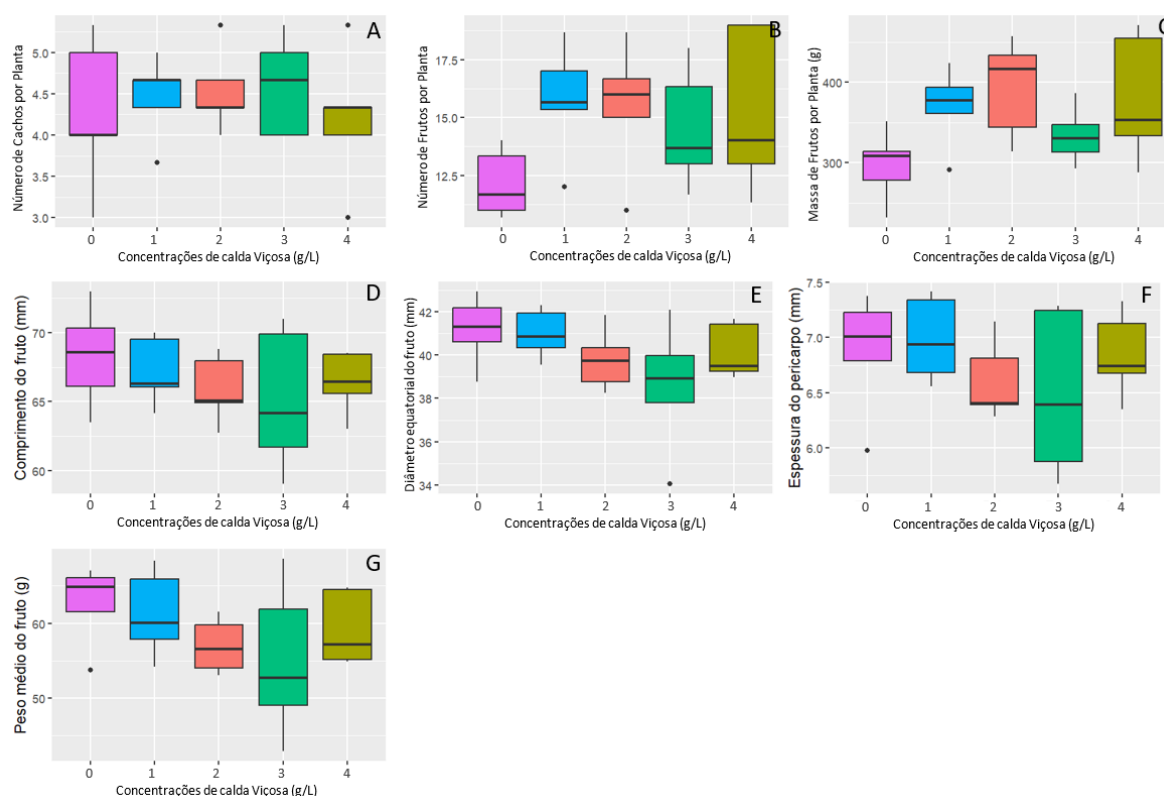 A
Número de Cachos por Planta
5.0
4.5
4.0
3.5
3.0
0 1 2 3 4
Concentrações de calda Viçosa (g/L)
B
Número de Frutos por Planta
17.5
15.0
12.5
0 1 2 3 4
Concentrações de calda Viçosa (g/L)
Massa de Frutos por Planta (g)
400
300
0 1 2 3 4
Concentrações de calda Viçosa (g/L)
D
Comprimento do fruto (mm)
70
65
60
0 1 2 3 4
Concentrações de calda Viçosa (g/L)
E
Diâmetro equatorial do fruto (mm)
42
40
38
36
34
0 1 2 3 4
Concentrações de calda Viçosa (g/L)
F
Espessura do pericarpo (mm)
7.5
7.0
6.5
6.0
0 1 2 3 4
Concentrações de calda Viçosa (g/L)
G
Peso médio do fruto (g)
60
50
0 1 2 3 4
Concentrações de calda Viçosa (g/L)